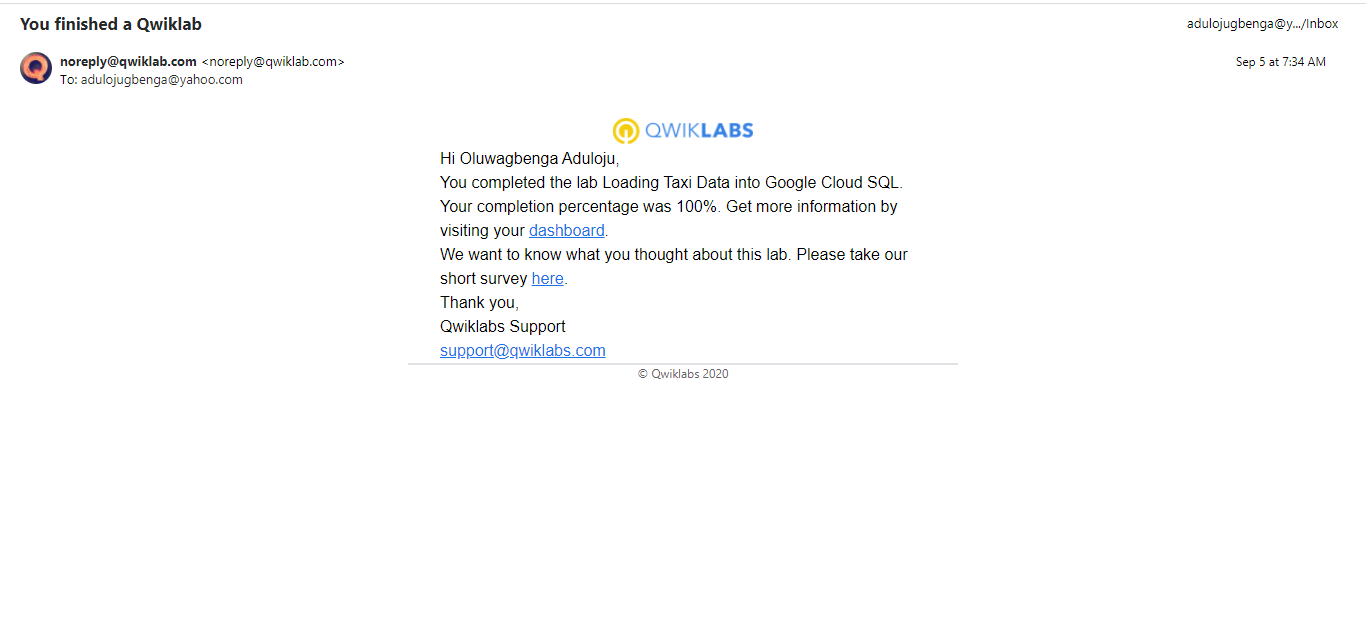 You finished a Qwiklab
adulojugbenga@y.../Inbox
noreply@qwiklab.com <noreply@qwiklab.com>
Sep 5 at 7:34 AM
To: adulojugbenga@yahoo.com
QWIKLABS
Hi Oluwagbenga Aduloju,
You completed the lab Loading Taxi Data into Google Cloud SQL.
Your completion percentage was 100%. Get more information by
visiting your dashboard.
We want to know what you thought about this lab. Please take our
short survey here.
Thank you,
Qwiklabs Support
support@qwiklabs.com
© Qwiklabs 2020